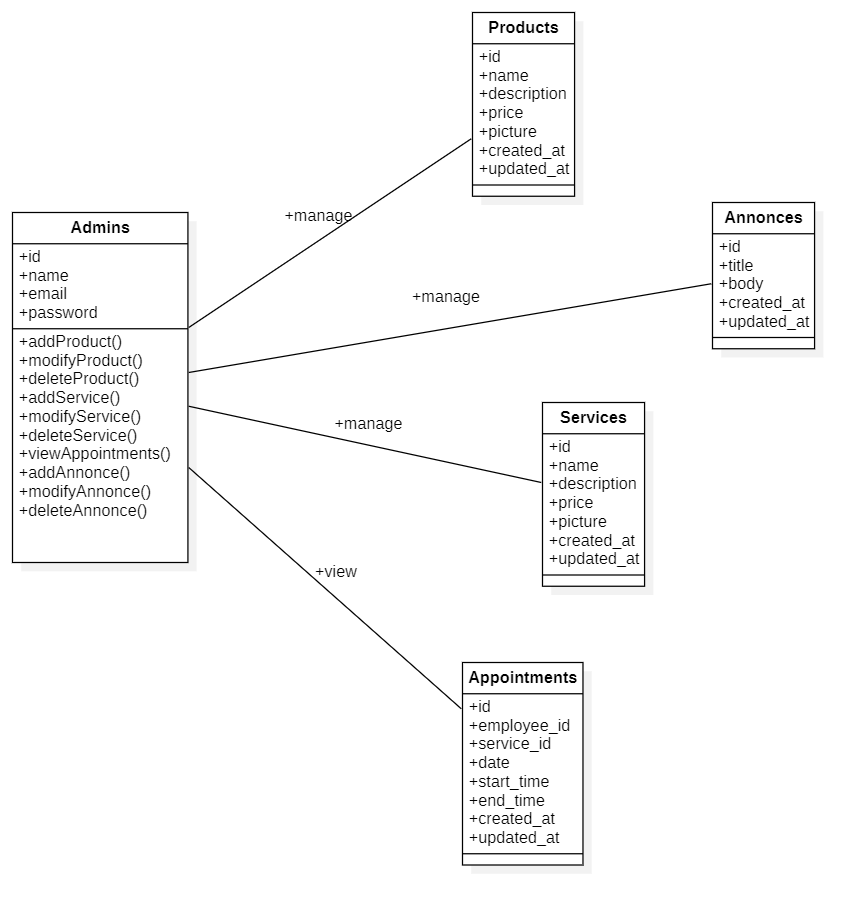 Products
+id
+name
+description
+price
+picture
+created_at
+updated_at
+manage
Admins
+id
+name
+email
+password
+addProduct()
+modifyProduct()
+deleteProduct()
+addService()
+modifyService()
+deleteService()
+viewAppointments()
+addAnnonce()
+modifyAnnonce()
+deleteAnnonce()
Annonces
+id
+title
+body
+created_at
+updated_at
+manage
+manage
Services
+id
+name
+description
+price
+picture
+created_at
+updated_at
+view
Appointments
+id
+employee_id
+service_id
+date
+start_time
+end_time
+created_at
+updated_at